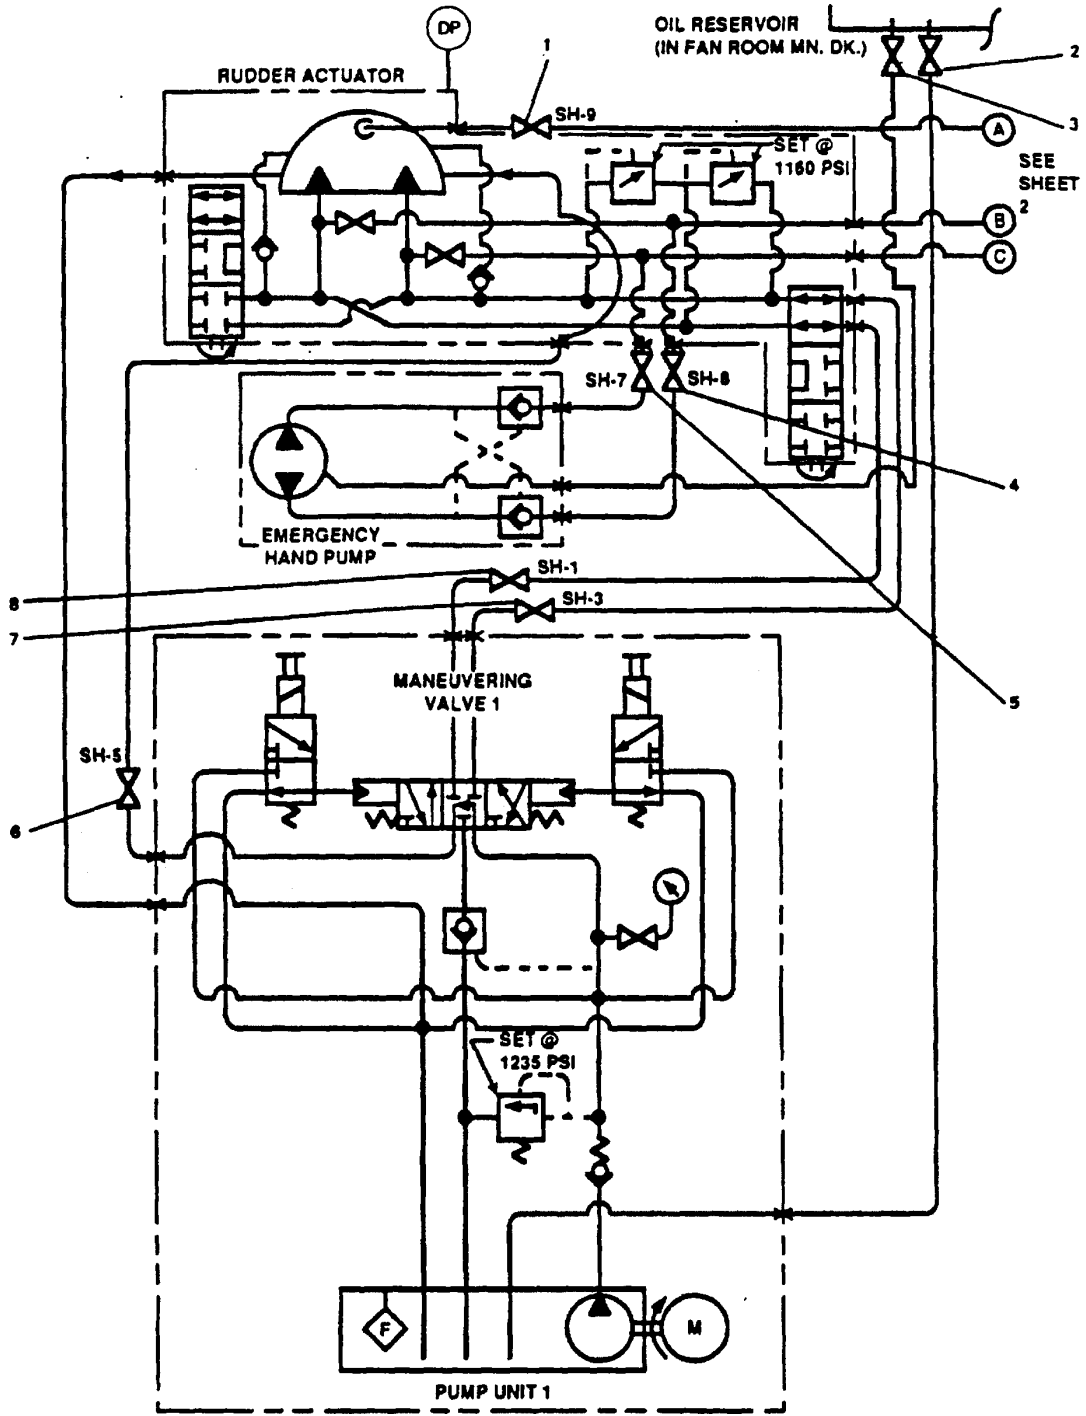 DP
OIL RESERVOIR
(IN FAN ROOM MN. DK.)
1
2
RUDDER ACTUATOR
SH-9
3
A
SET @
1160 PSI
SEE
SHEET
2
B
C
SH-7
SH-8
4
EMERGENCY
HAND PUMP
SH-1
8
SH-3
7
MANEUVERING
VALVE 1
5
SH-5
6
SET @
1235 PSI
F
M
PUMP UNIT 1